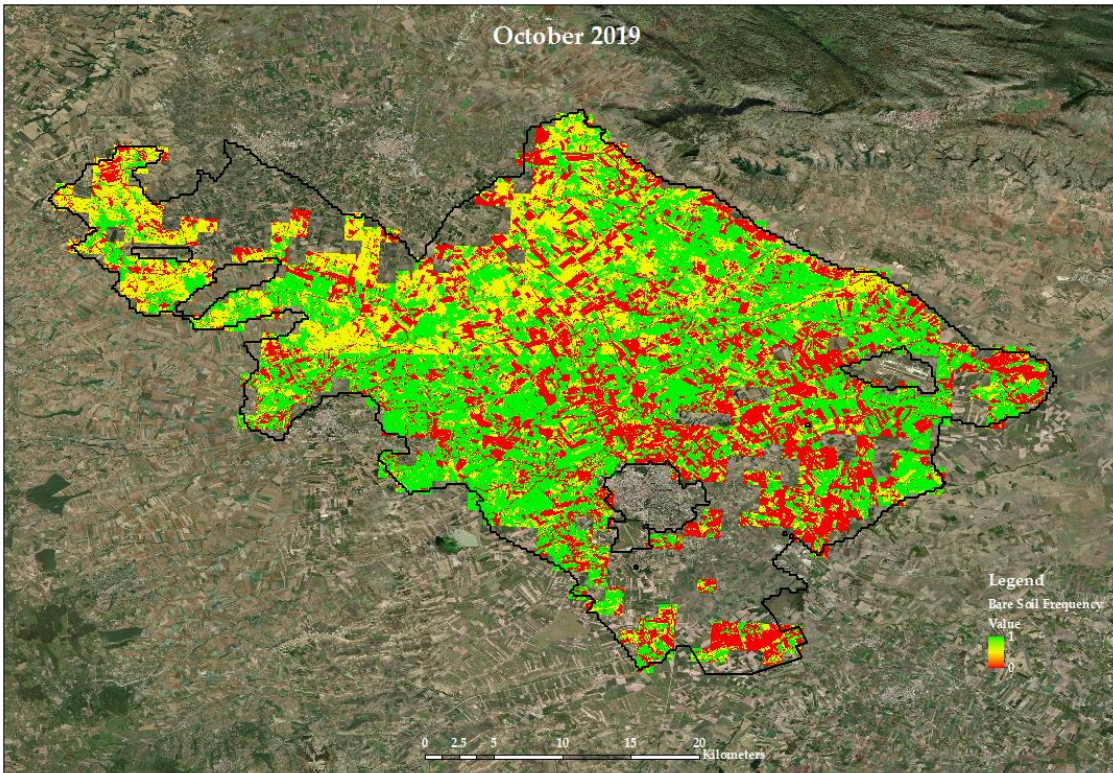 October 2019
Legend
Bare Soil Frequency
Value
1
0
0 2.5 5 10 15 20
Kilometers